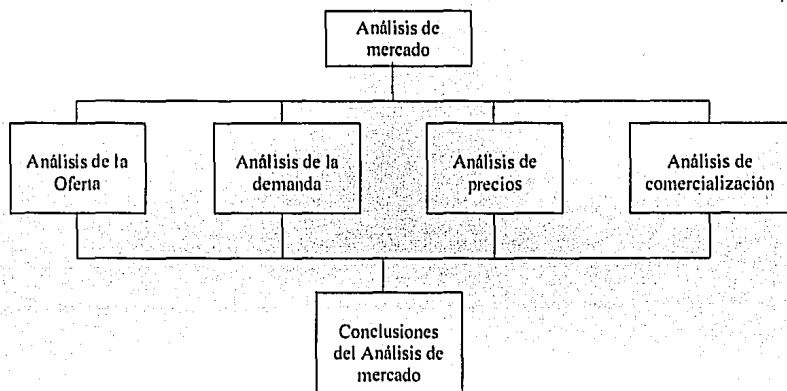 Análisis de
mercado
Análisis de la
Oferta
Análisis de la
demanda
Análisis de
precios
Análisis de
comercialización
Conclusiones
del Análisis de
mercado